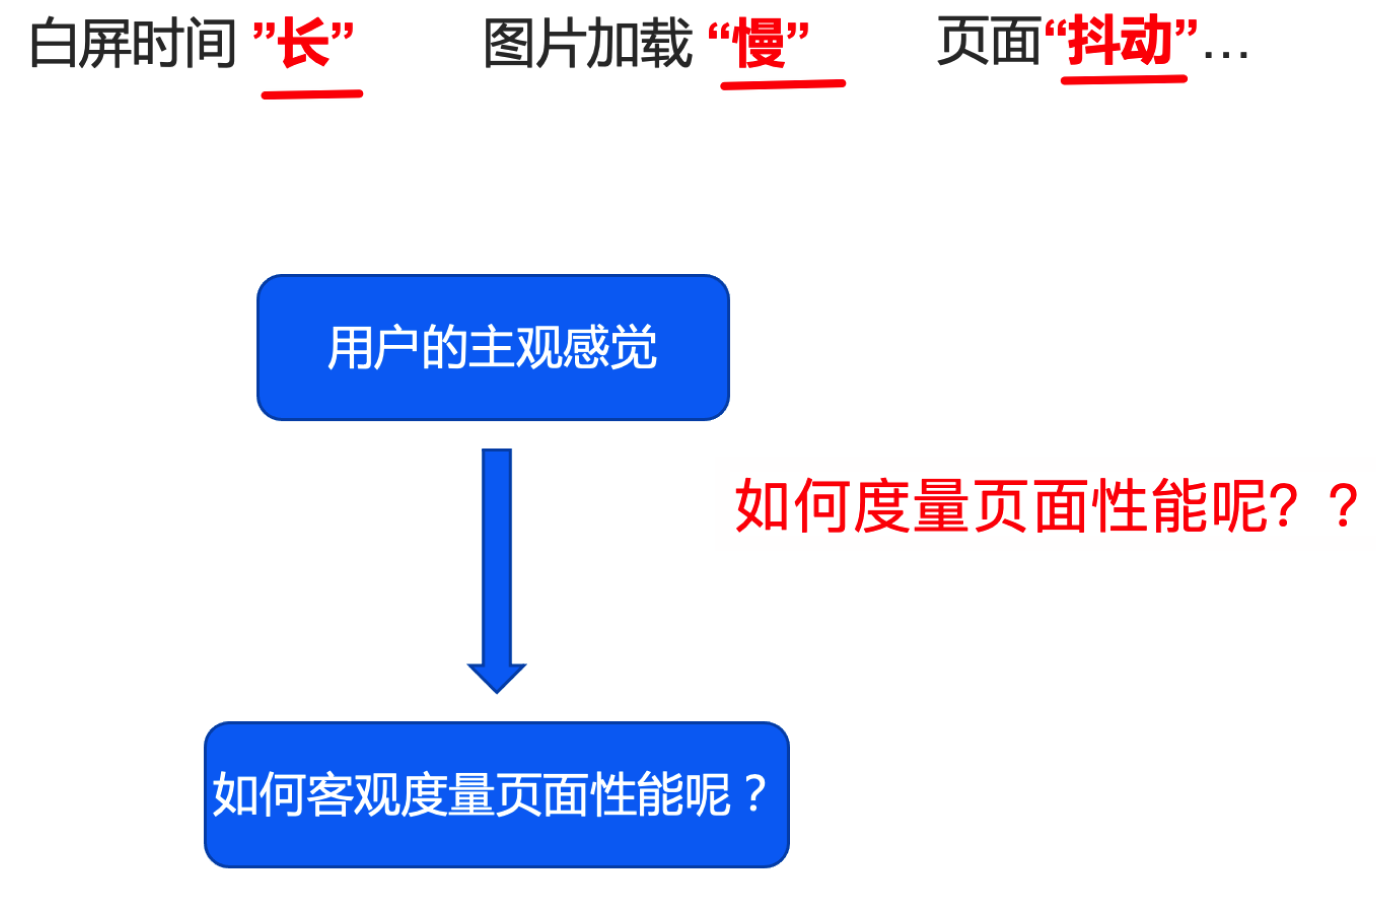 白屏时间 ”长”
图片加载 “慢”
页面“抖动”...
用户的主观感觉
如何度量页面性能呢？？
如何客观度量页面性能呢？